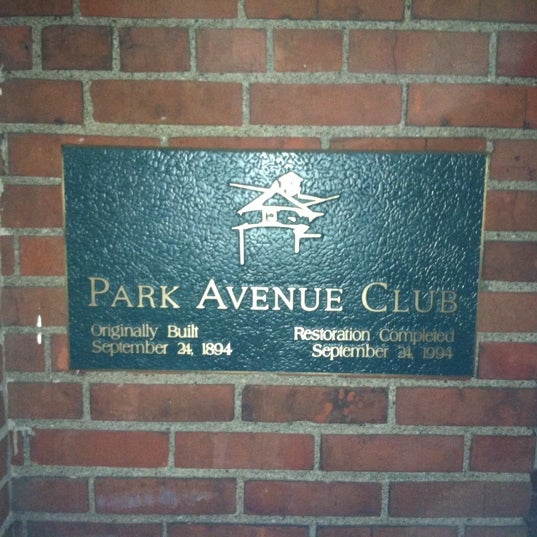 PARK AVENUE CLUB
Originally Built
September 24, 1894
Restoration Completed
September 24, 1994